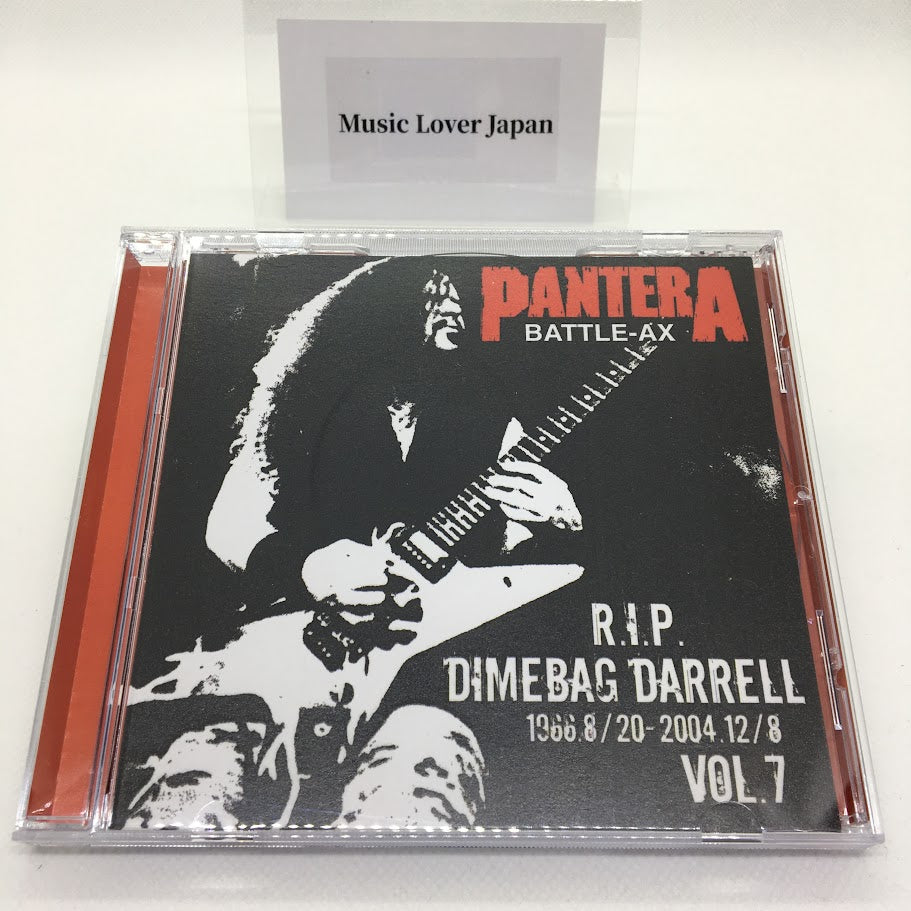 Music Lover Japan
PANTERA
BATTLE-AX
R.I.P.
DIMEBAG DARRELL
1966.8/20-2004.12/8
VOL.7